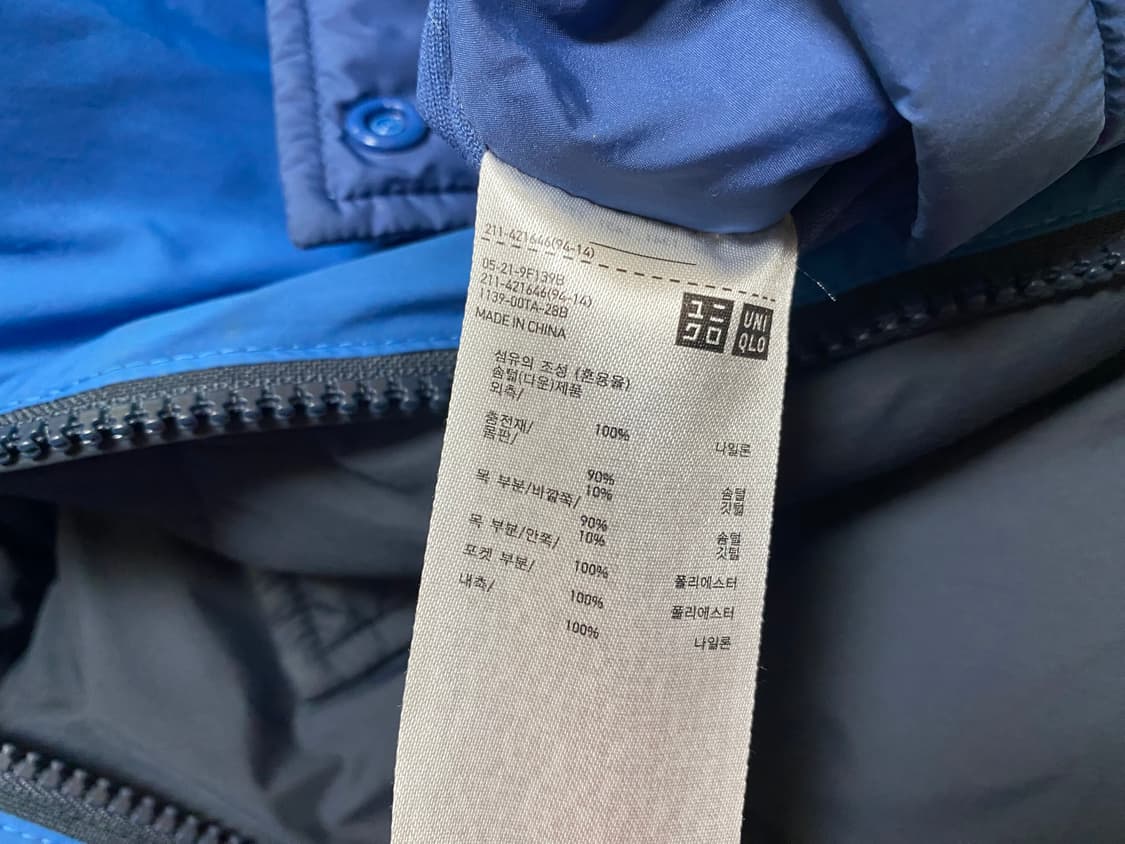 211-421646(94-14)
05-21-9F139B
211-421646(94-14)
1139-00TA-28B
MADE IN CHINA
ユニ
クロ
UNI
QLO
섬유의 조성 (혼용율)
솜털(다운)제품
외측/
100% 나일론
충전재/
몸판/
90% 솜털
10% 깃털
목 부분/바깥쪽/
90% 솜털
10% 깃털
목 부분/안쪽/
100% 폴리에스터
포켓 부분/
100% 폴리에스터
내측/
100% 나일론